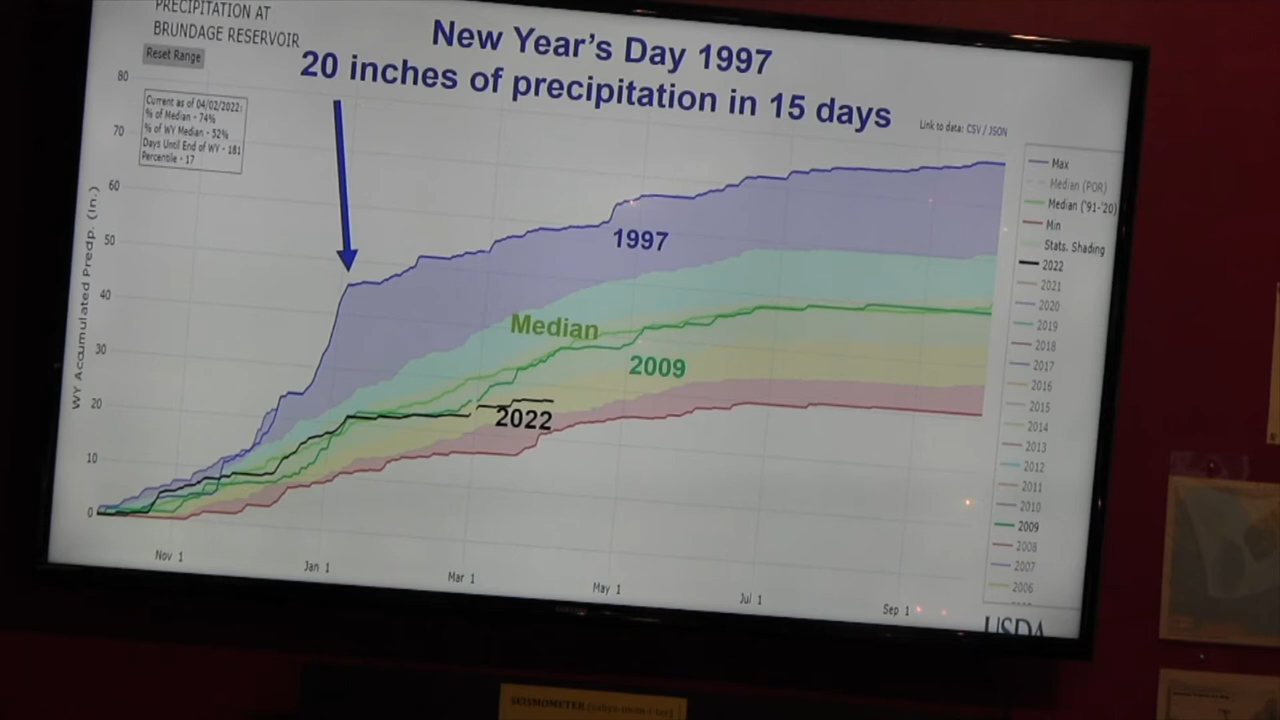 PRECIPITATION AT
BRUNDAGE RESERVOIR
Reset Range
New Year's Day 1997
20 inches of precipitation in 15 days
Current as of 04/02/2022:
% of Median - 74%
% of WY Median - 52%
Days Until End of WY - 181
Percentile - 17
Link to data: CSV / JSON
WY Accumulated Predp. (In.)
80
70
60
50
40
30
20
10
0
1997
Median
2009
2022
Nov 1
Jan 1
Mar 1
May 1
Jul 1
Sep 1
Max
Median (POR)
Median ('91-'20)
Min
Stats. Shading
2022
2021
2020
2019
2018
2017
2016
2015
2014
2013
2012
2011
2010
2009
2008
2007
2006
USDA
SEISMOMETER